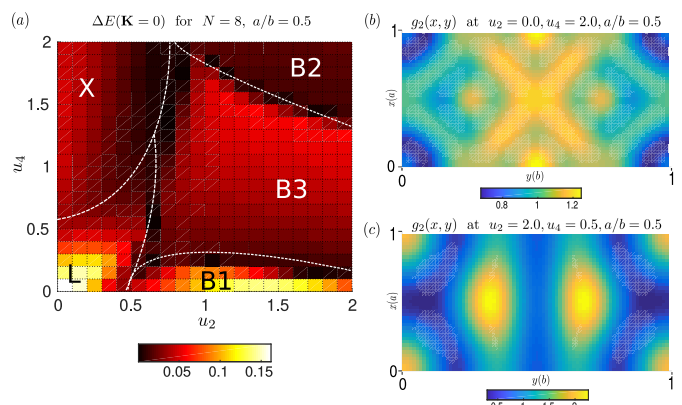 (a) ΔE(K = 0) for N = 8, a/b = 0.5
2
1.5
1
0.5
0
u₄
X
B2
B3
L
B1
0 0.5 1 1.5 2
u₂
0.05 0.1 0.15
(b) g₂(x, y) at u₂ = 0.0, u₄ = 2.0, a/b = 0.5
1
x(a)
0
0 1
y(b)
0.8 1 1.2
(c) g₂(x, y) at u₂ = 2.0, u₄ = 0.5, a/b = 0.5
1
x(a)
0
0 1
y(b)